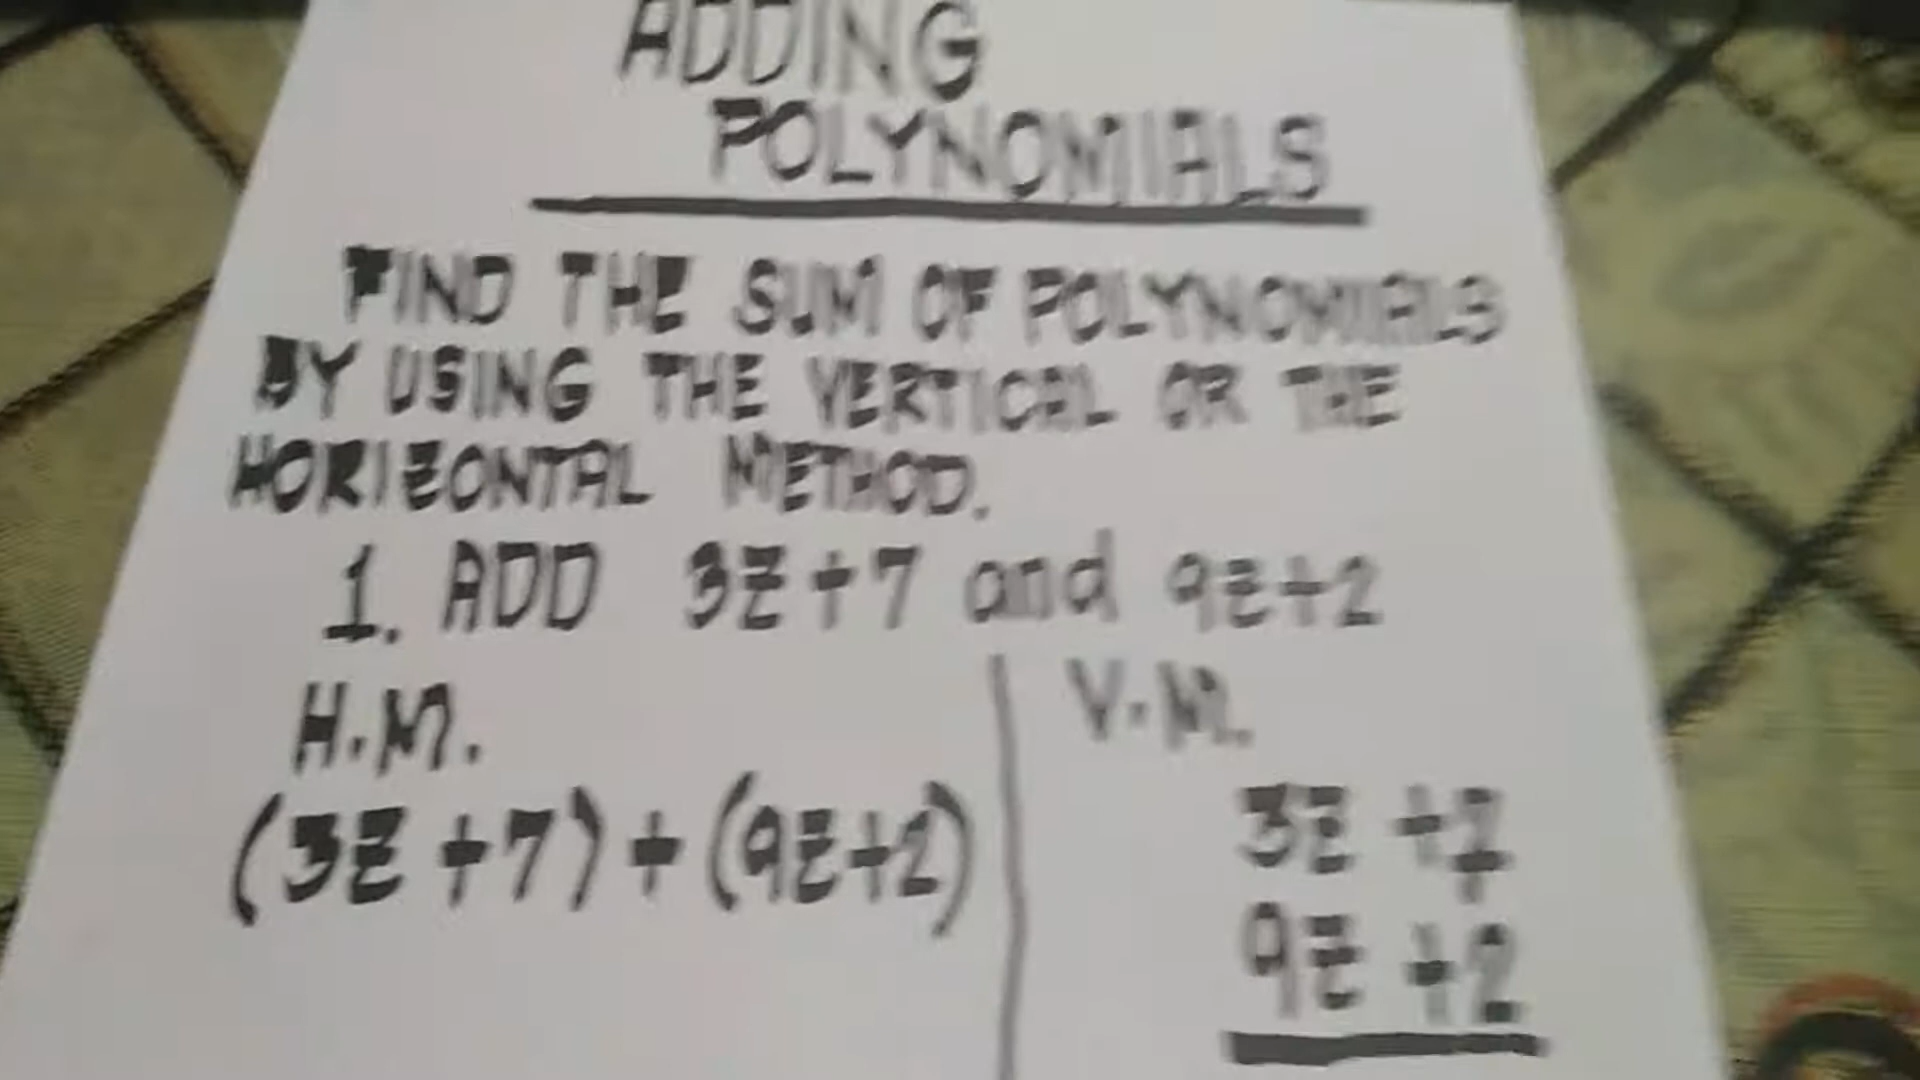 ADDING
POLYNOMIALS
FIND THE SUM OF POLYNOMIALS
BY USING THE VERTICAL OR THE
HORIZONTAL METHOD.
1. ADD 3z+7 and 9z+2
H.M.
(3z+7)+(9z+2)
V.M.
3z +7
9z +2